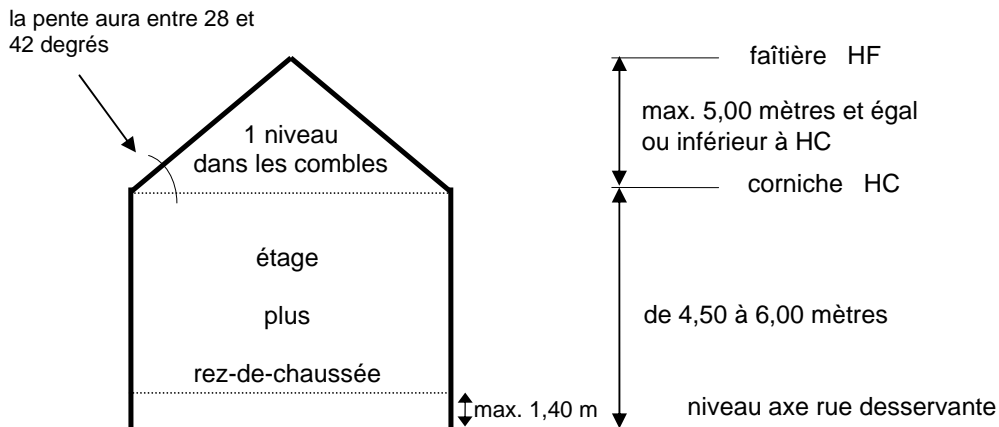 la pente aura entre 28 et
42 degrés
faîtière HF
1 niveau
dans les combles
max. 5,00 mètres et égal
ou inférieur à HC
corniche HC
étage
plus
de 4,50 à 6,00 mètres
rez-de-chaussée
max. 1,40 m
niveau axe rue desservante